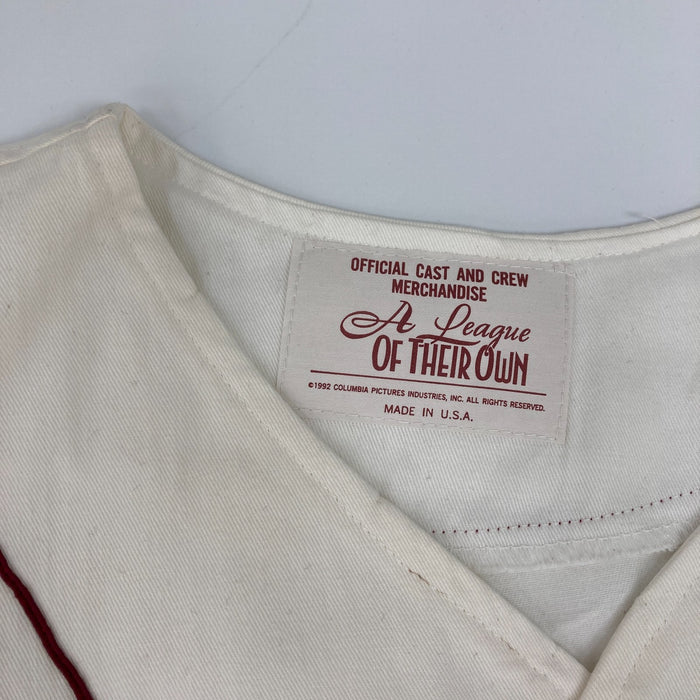 OFFICIAL CAST AND CREW
MERCHANDISE
A League
OF THEIR OWN
©1992 COLUMBIA PICTURES INDUSTRIES, INC. ALL RIGHTS RESERVED.
MADE IN U.S.A.